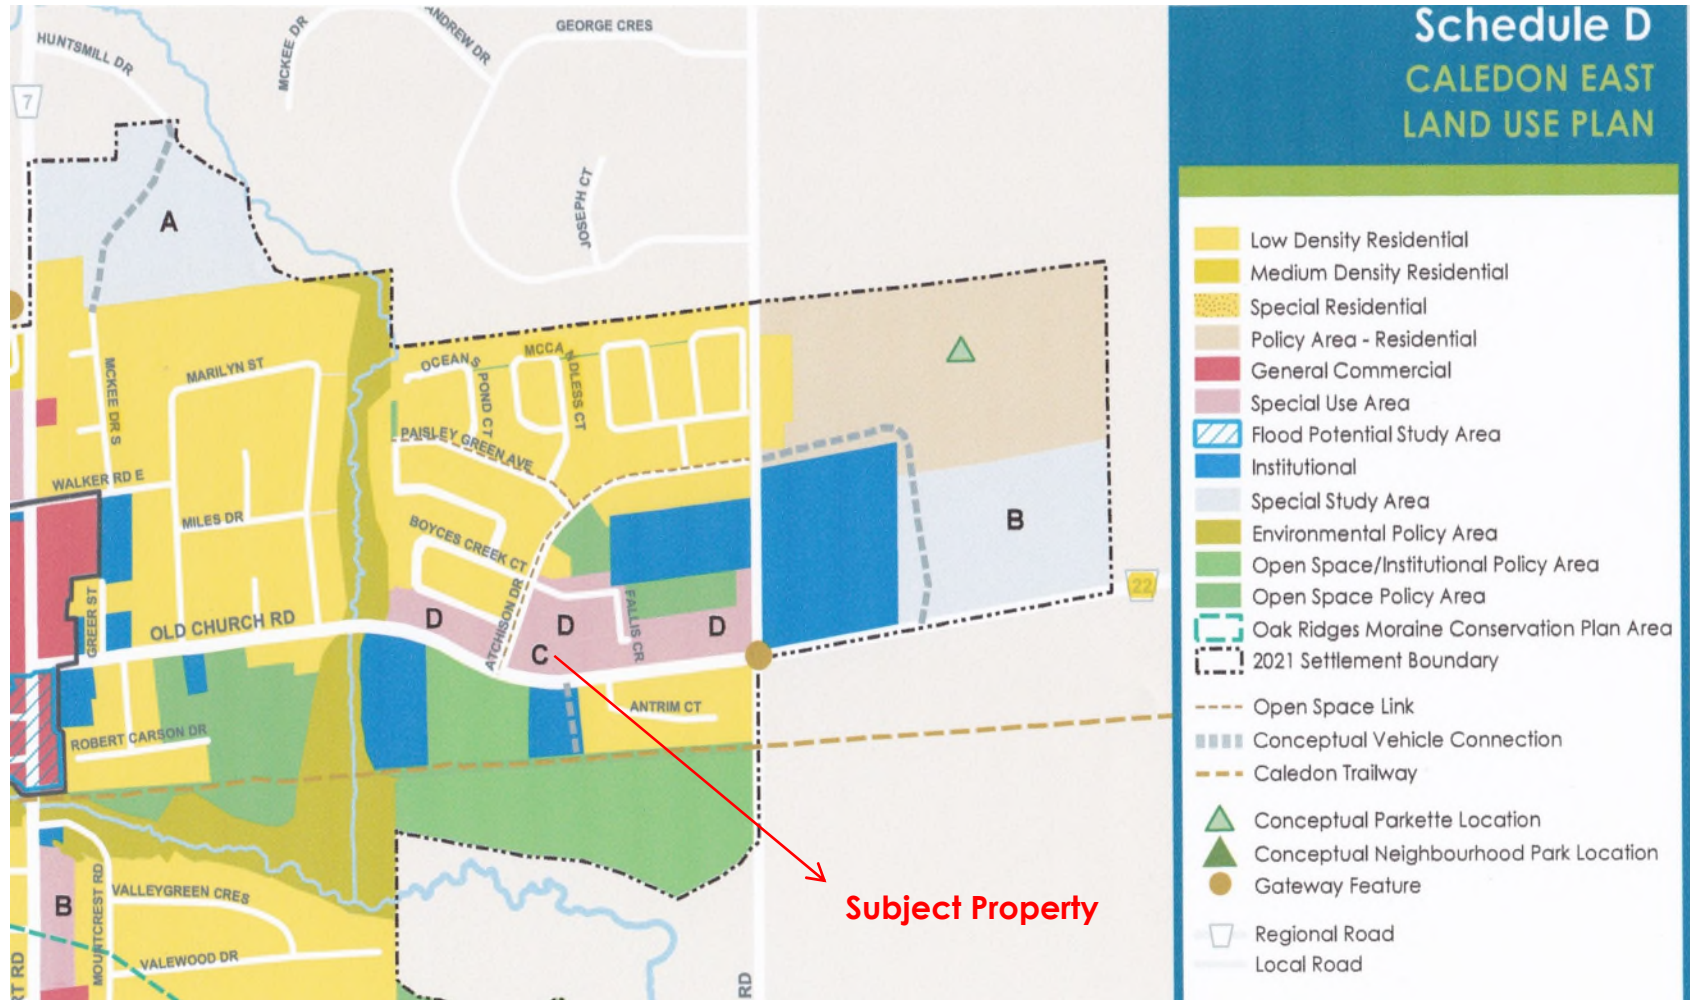 Schedule D
CALEDON EAST
LAND USE PLAN
Low Density Residential
Medium Density Residential
Special Residential
Policy Area - Residential
General Commercial
Special Use Area
Flood Potential Study Area
Institutional
Special Study Area
Environmental Policy Area
Open Space/Institutional Policy Area
Open Space Policy Area
Oak Ridges Moraine Conservation Plan Area
2021 Settlement Boundary
Open Space Link
Conceptual Vehicle Connection
Caledon Trailway
Conceptual Parkette Location
Conceptual Neighbourhood Park Location
Gateway Feature
Regional Road
Local Road
HUNTSMILL DR
MCKEE DR
ANDREW DR
GEORGE CRES
7
JOSEPH CT
A
MCKEE DR S
MARILYN ST
OCEANS
POND CT
MCCA
NDLESS CT
PAISLEY GREEN AVE
WALKER RD E
MILES DR
BOYCES CREEK CT
B
22
GREER ST
OLD CHURCH RD
D
D
D
C
ATCHISON DR
FALLIS CR
ANTRIM CT
ROBERT CARSON DR
Subject Property
VALLEYGREEN CRES
B
MOUNTCREST RD
VALEWOOD DR
RT RD
RD